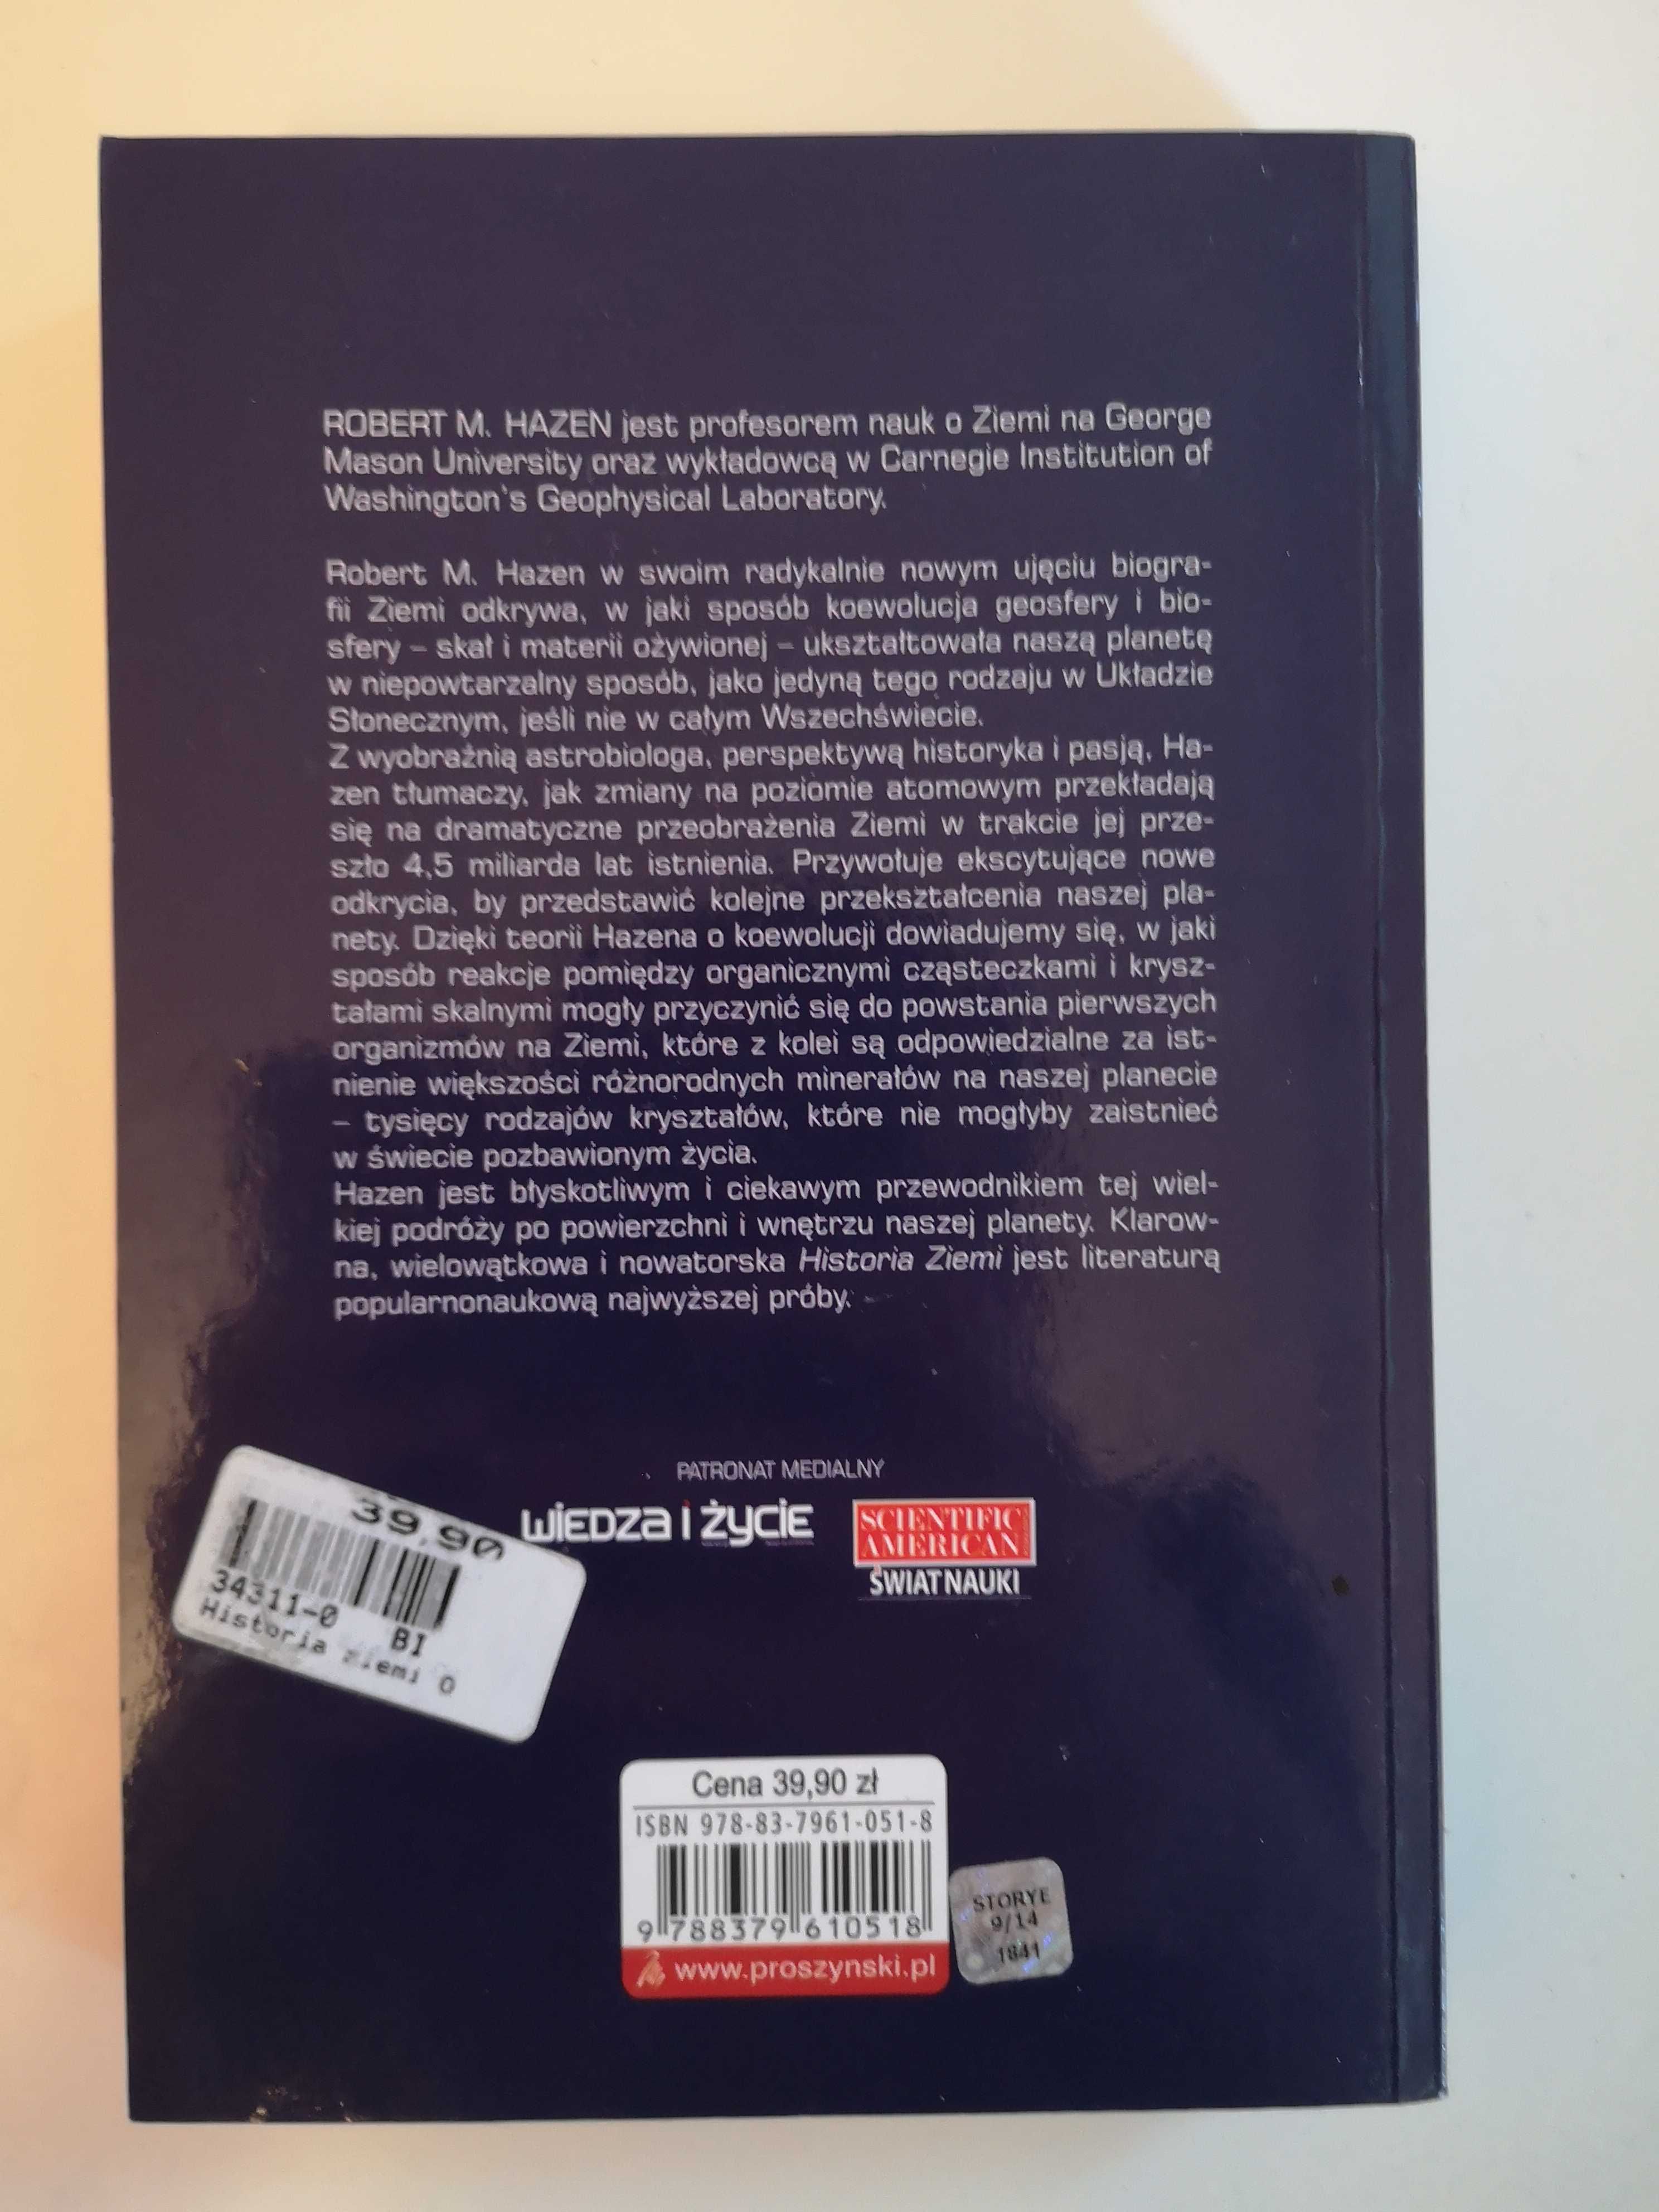 ROBERT M. HAZEN jest profesorem nauk o Ziemi na George
Mason University oraz wykładowcą w Carnegie Institution of
Washington's Geophysical Laboratory.
Robert M. Hazen w swoim radykalnie nowym ujęciu biogra-
fii Ziemi odkrywa, w jaki sposób koewolucja geosfery i bio-
sfery – skał i materii ożywionej – ukształtowała naszą planetę
w niepowtarzalny sposób, jako jedyną tego rodzaju w Układzie
Słonecznym, jeśli nie w całym Wszechświecie.
Z wyobraźnią astrobiologa, perspektywą historyka i pasją, Ha-
zen tłumaczy, jak zmiany na poziomie atomowym przekładają
się na dramatyczne przeobrażenia Ziemi w trakcie jej prze-
szło 4,5 miliarda lat istnienia. Przywołuje ekscytujące nowe
odkrycia, by przedstawić kolejne przekształcenia naszej pla-
nety. Dzięki teorii Hazena o koewolucji dowiadujemy się, w jaki
sposób reakcje pomiędzy organicznymi cząsteczkami i krysz-
tałami skalnymi mogły przyczynić się do powstania pierwszych
organizmów na Ziemi, które z kolei są odpowiedzialne za ist-
nienie większości różnorodnych minerałów na naszej planecie
– tysięcy rodzajów kryształów, które nie mogłyby zaistnieć
w świecie pozbawionym życia.
Hazen jest błyskotliwym i ciekawym przewodnikiem tej wiel-
kiej podróży po powierzchni i wnętrzu naszej planety. Klarow-
na, wielowątkowa i nowatorska Historia Ziemi jest literaturą
popularnonaukową najwyższej próby.
PATRONAT MEDIALNY
WIEDZA i ŻYCIE
SCIENTIFIC
AMERICAN
ŚWIAT NAUKI
39,90
34311-0 BI
Historia ziemi O
Cena 39,90 zł
ISBN 978-83-7961-051-8
9 788379 610518
www.proszynski.pl
STORYE
9/14
1841